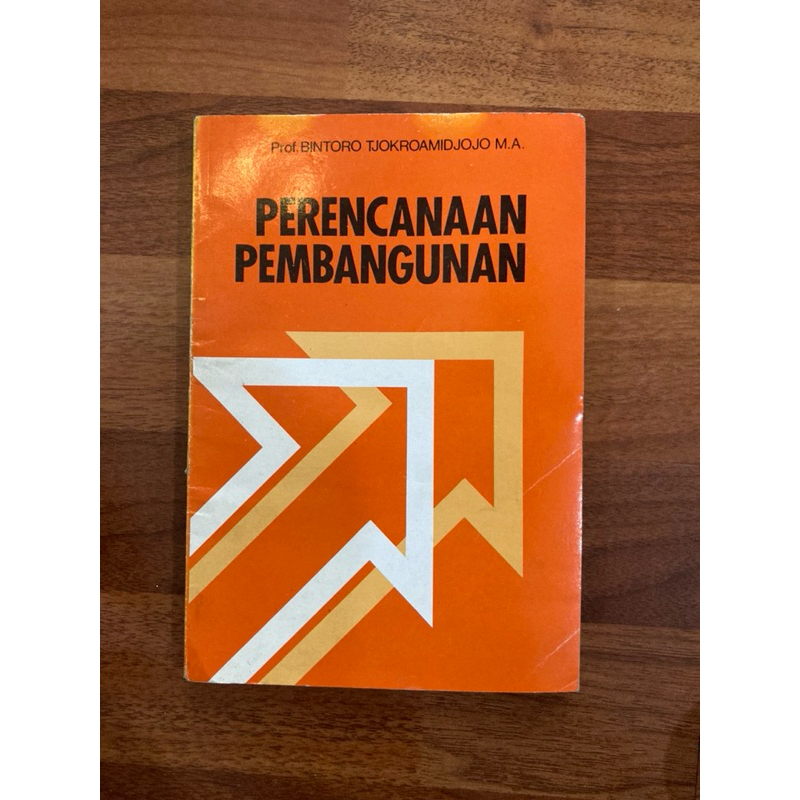 Prof. BINTORO TJOKROAMIDJOJO M.A.
PERENCANAAN
PEMBANGUNAN